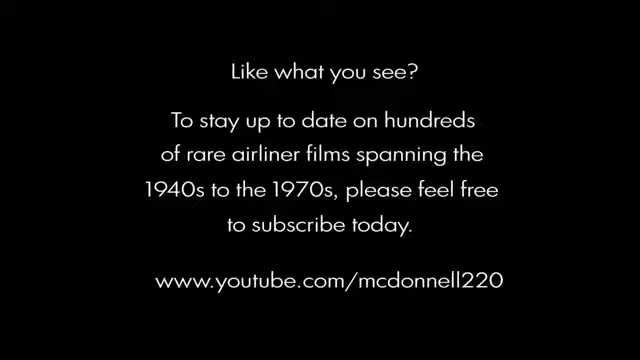 Like what you see?
To stay up to date on hundreds
of rare airliner films spanning the
1940s to the 1970s, please feel free
to subscribe today.
www.youtube.com/mcdonnell220